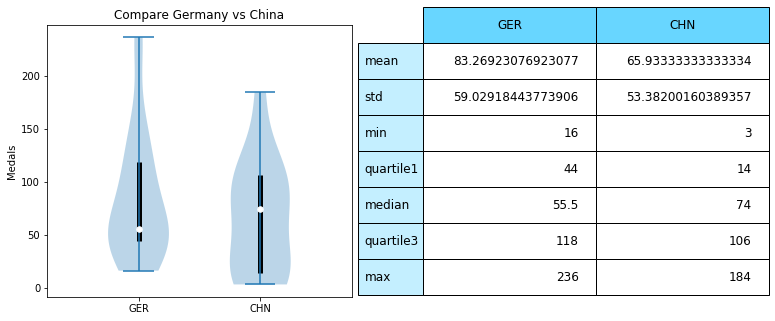 Compare Germany vs China
Medals
200
150
100
50
0
GER CHN
GER CHN
mean 83.26923076923077 65.93333333333334
std 59.02918443773906 53.38200160389357
min 16 3
quartile1 44 14
median 55.5 74
quartile3 118 106
max 236 184